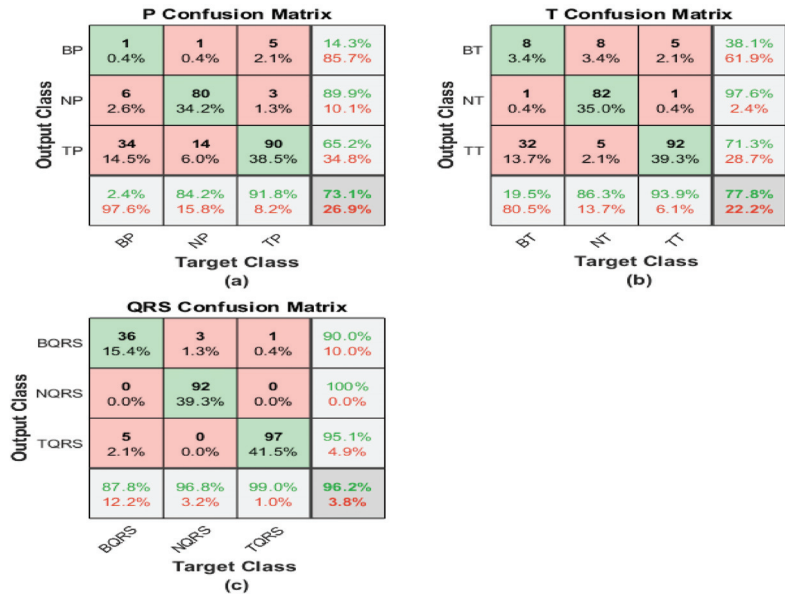 P Confusion Matrix
BP 1 1 5 14.3%
0.4% 0.4% 2.1% 85.7%
NP 6 80 3 89.9%
2.6% 34.2% 1.3% 10.1%
TP 34 14 90 65.2%
14.5% 6.0% 38.5% 34.8%
2.4% 84.2% 91.8% 73.1%
97.6% 15.8% 8.2% 26.9%
BP NP TP
Output Class
Target Class
(a)
T Confusion Matrix
BT 8 8 5 38.1%
3.4% 3.4% 2.1% 61.9%
NT 1 82 1 97.6%
0.4% 35.0% 0.4% 2.4%
TT 32 5 92 71.3%
13.7% 2.1% 39.3% 28.7%
19.5% 86.3% 93.9% 77.8%
80.5% 13.7% 6.1% 22.2%
BT NT TT
Output Class
Target Class
(b)
QRS Confusion Matrix
BQRS 36 3 1 90.0%
15.4% 1.3% 0.4% 10.0%
NQRS 0 92 0 100%
0.0% 39.3% 0.0% 0.0%
TQRS 5 0 97 95.1%
2.1% 0.0% 41.5% 4.9%
87.8% 96.8% 99.0% 96.2%
12.2% 3.2% 1.0% 3.8%
BQRS NQRS TQRS
Output Class
Target Class
(c)